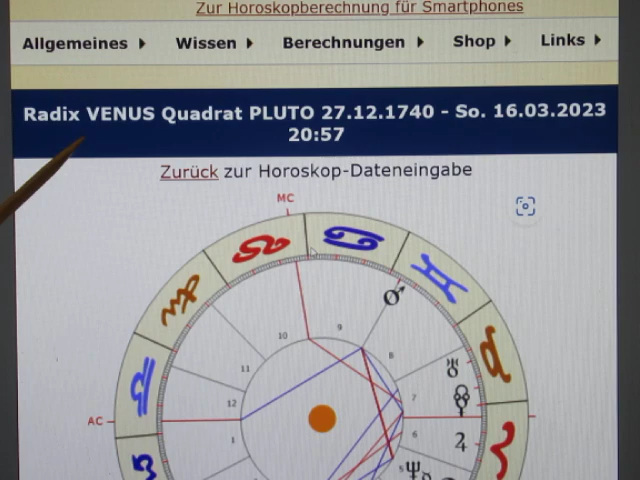 Zur Horoskopberechnung für Smartphones
Allgemeines Wissen Berechnungen Shop Links
Radix VENUS Quadrat PLUTO 27.12.1740 - So. 16.03.2023
20:57
Zurück zur Horoskop-Dateneingabe
MC
10
9
11
8
12
7
AC
1
6
5